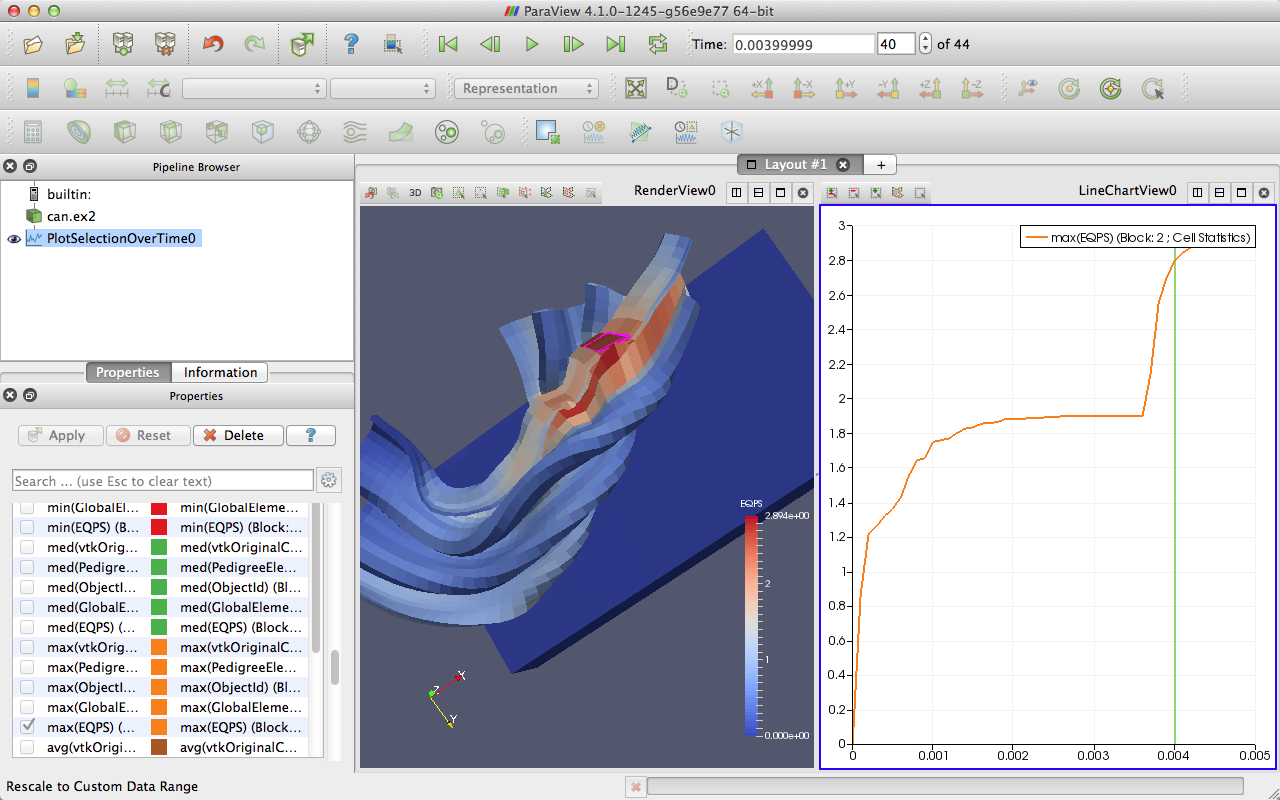 ParaView 4.1.0-1245-g56e9e77 64-bit
Time: 0.00399999 40 of 44
Representation
+X -X +Y -Y +Z -Z
Pipeline Browser
builtin:
can.ex2
PlotSelectionOverTime0
Properties Information
Properties
Apply Reset Delete ?
Search ... (use Esc to clear text)
min(GlobalEl... min(GlobalEleme...
min(EQPS) (B... min(EQPS) (Block:...
med(vtkOrig... med(vtkOriginalC...
med(Pedigre... med(PedigreeEle...
med(ObjectI... med(ObjectId) (Bl...
med(GlobalE... med(GlobalEleme...
med(EQPS) (... med(EQPS) (Block...
max(vtkOrig... max(vtkOriginalC...
max(Pedigre... max(PedigreeEle...
max(ObjectI... max(ObjectId) (Bl...
max(GlobalE... max(GlobalEleme...
max(EQPS) (... max(EQPS) (Block...
avg(vtkOrigi... avg(vtkOriginalC...
Layout #1 +
3D RenderView0
EQPS
2.894e+00
2
1
0.000e+00
X
Z
Y
LineChartView0
max(EQPS) (Block: 2 ; Cell Statistics)
3
2.8
2.6
2.4
2.2
2
1.8
1.6
1.4
1.2
1
0.8
0.6
0.4
0.2
0
0 0.001 0.002 0.003 0.004 0.005
Rescale to Custom Data Range